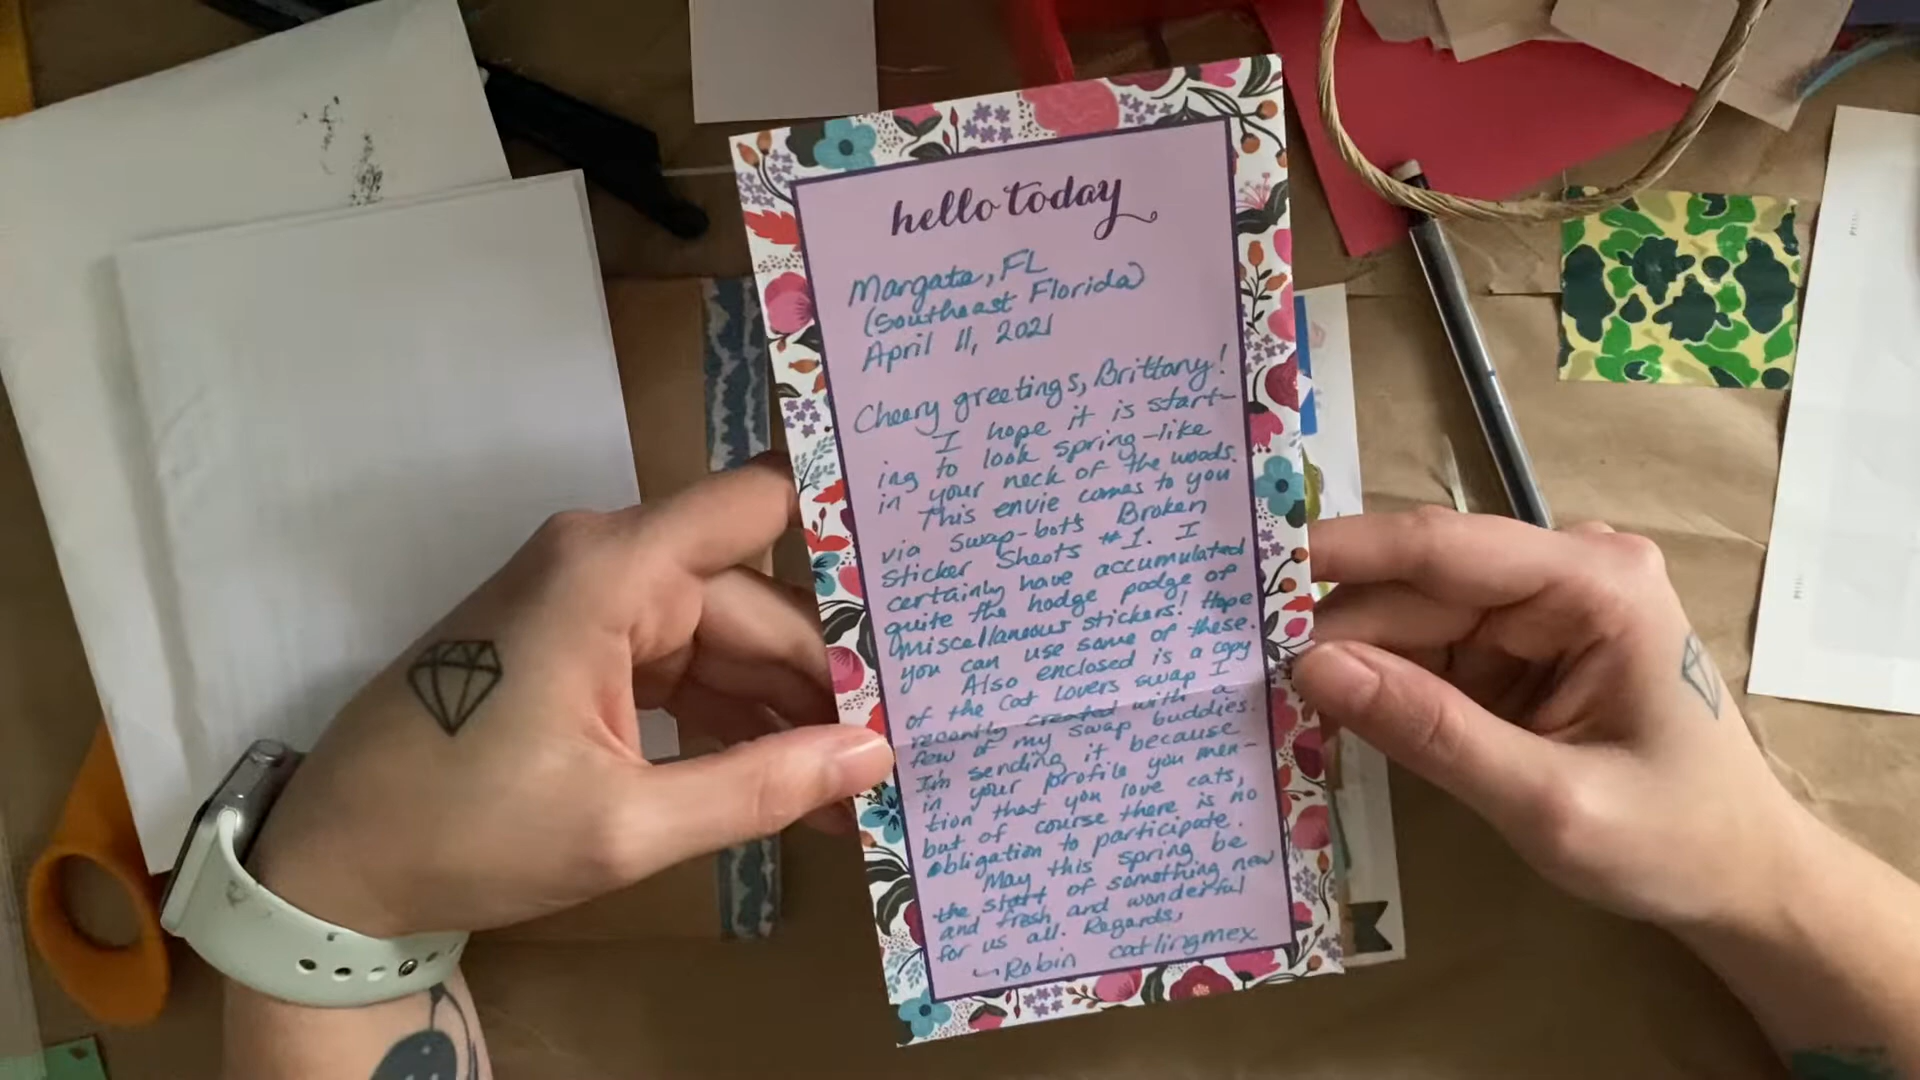 hello today
Margate, FL
(Southeast Florida)
April 11, 2021
Cheery greetings, Brittany!
I hope it is start-
ing to look spring-like
in your neck of the woods.
This envie comes to you
via Swap-bot's Broken
Sticker Sheets #1. I
certainly have accumulated
quite the hodge podge of
miscellaneous stickers! Hope
you can use some of these.
Also enclosed is a copy
of the Cat Lovers swap I
recently created with a
few of my swap buddies.
I'm sending it because
in your profile you men-
tion that you love cats,
but of course there is no
obligation to participate.
May this spring be
the start of something new
and fresh and wonderful
for us all. Regards,
~Robin catlingmex